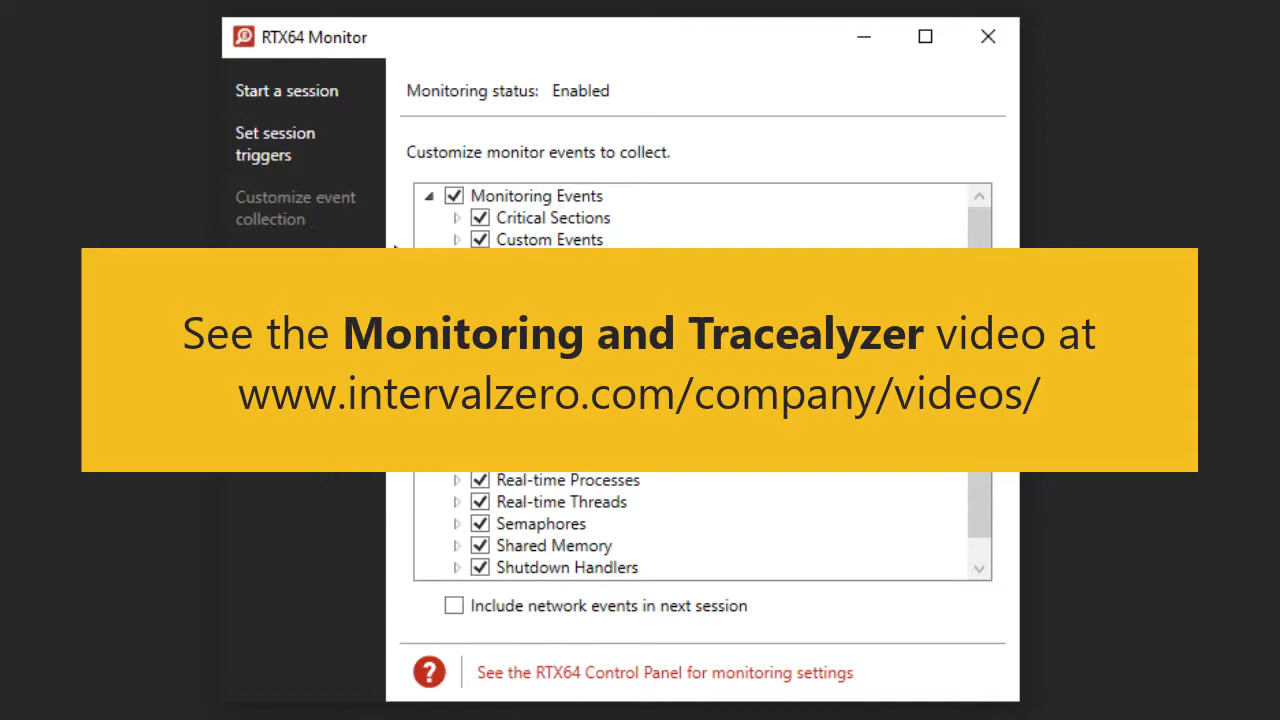 RTX64 Monitor
Start a session
Set session
triggers
Customize event
collection
Monitoring status: Enabled
Customize monitor events to collect.
Monitoring Events
Critical Sections
Custom Events
See the Monitoring and Tracealyzer video at
www.intervalzero.com/company/videos/
Real-time Processes
Real-time Threads
Semaphores
Shared Memory
Shutdown Handlers
Include network events in next session
? See the RTX64 Control Panel for monitoring settings